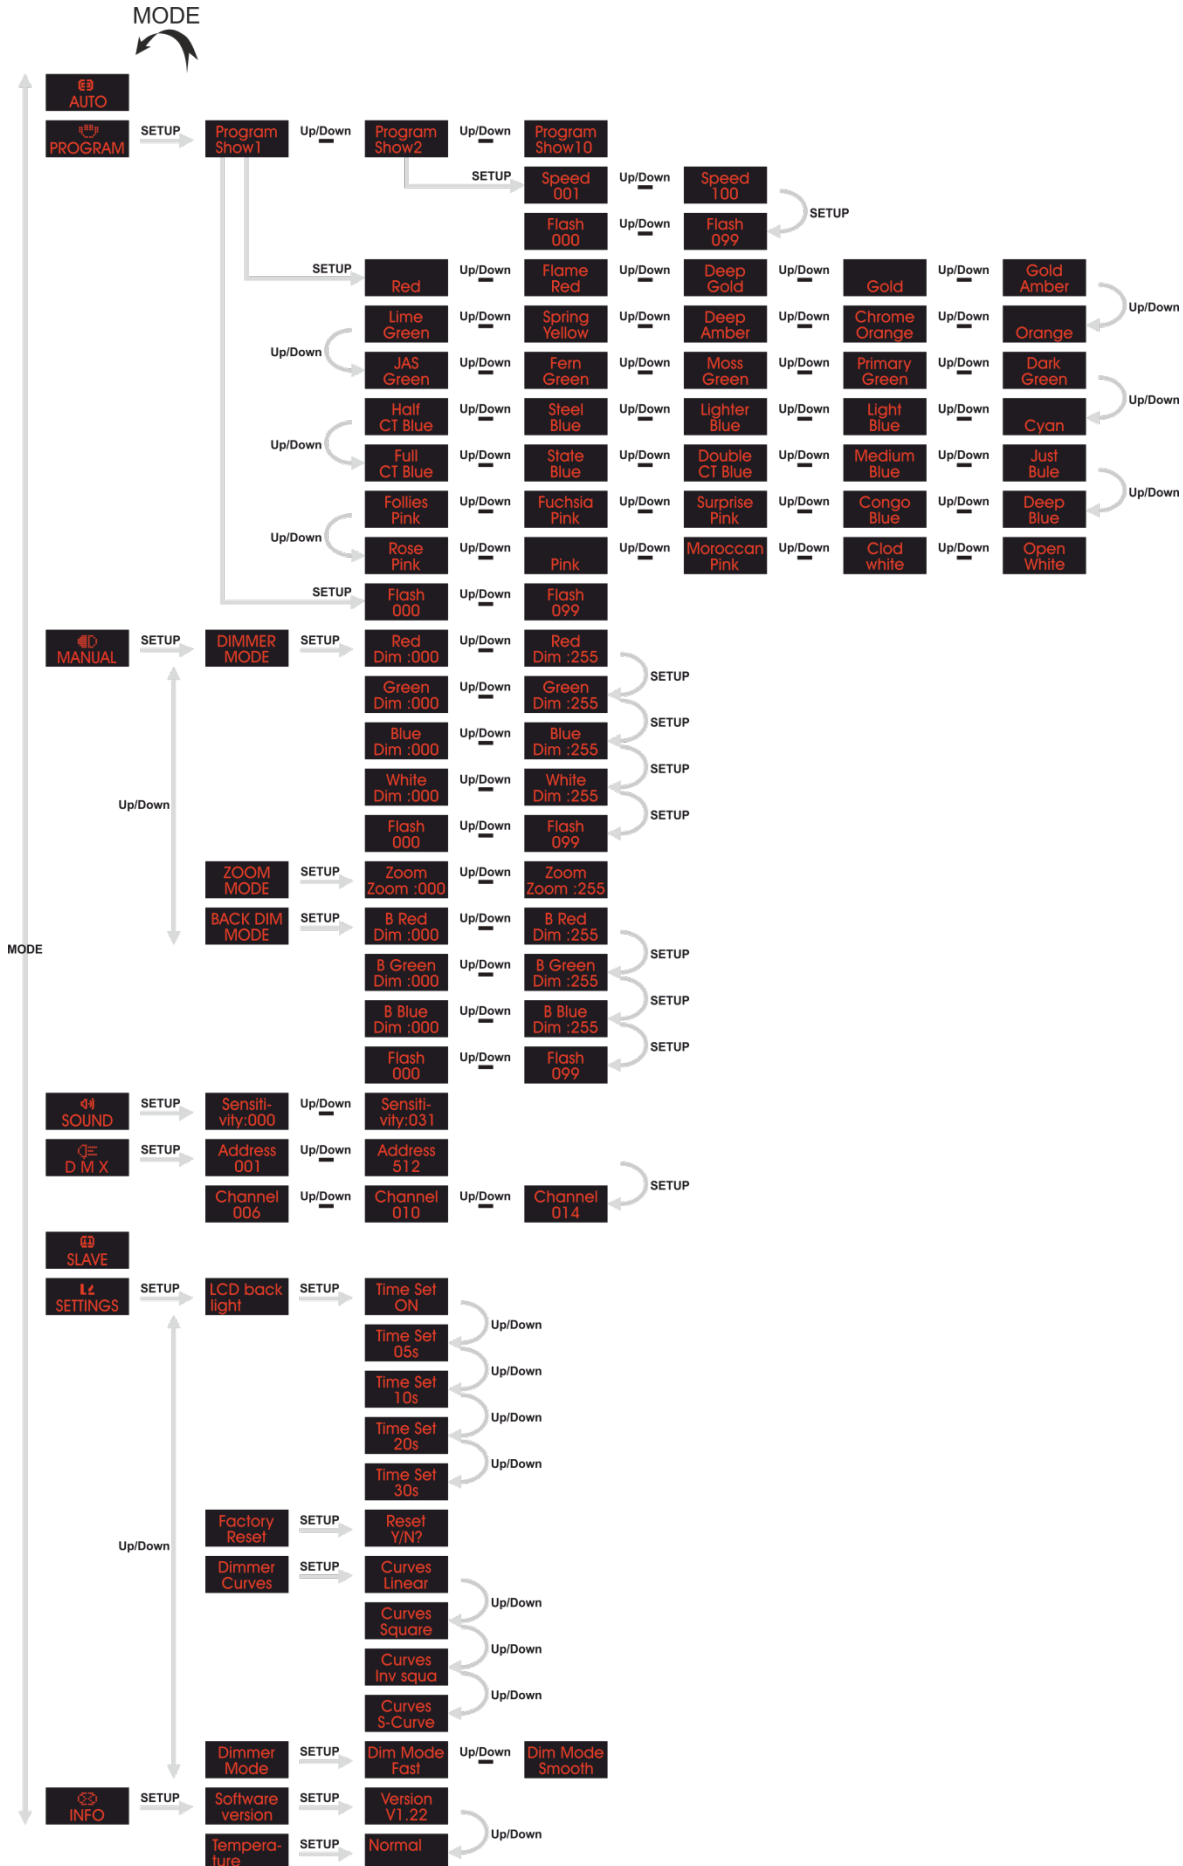 MODE
AUTO
PROGRAM SETUP Program Show1 Up/Down Program Show2 Up/Down Program Show10
SETUP Speed 001 Up/Down Speed 100
SETUP
Flash 000 Up/Down Flash 099
SETUP Red Up/Down Flame Red Up/Down Deep Gold Up/Down Gold Up/Down Gold Amber
Up/Down
Lime Green Up/Down Spring Yellow Up/Down Deep Amber Up/Down Chrome Orange Up/Down Orange
Up/Down
JAS Green Up/Down Fern Green Up/Down Moss Green Up/Down Primary Green Up/Down Dark Green
Up/Down
Half CT Blue Up/Down Steel Blue Up/Down Lighter Blue Up/Down Light Blue Up/Down Cyan
Up/Down
Full CT Blue Up/Down State Blue Up/Down Double CT Blue Up/Down Medium Blue Up/Down Just Bule
Up/Down
Follies Pink Up/Down Fuchsia Pink Up/Down Surprise Pink Up/Down Congo Blue Up/Down Deep Blue
Up/Down
Rose Pink Up/Down Pink Up/Down Moroccan Pink Up/Down Clod white Up/Down Open White
SETUP Flash 000 Up/Down Flash 099
MANUAL SETUP DIMMER MODE SETUP Red Dim :000 Up/Down Red Dim :255
SETUP
Green Dim :000 Up/Down Green Dim :255
SETUP
Blue Dim :000 Up/Down Blue Dim :255
SETUP
White Dim :000 Up/Down White Dim :255
Up/Down
SETUP
Flash 000 Up/Down Flash 099
ZOOM MODE SETUP Zoom Zoom :000 Up/Down Zoom Zoom :255
BACK DIM MODE SETUP B Red Dim :000 Up/Down B Red Dim :255
MODE
SETUP
B Green Dim :000 Up/Down B Green Dim :255
SETUP
B Blue Dim :000 Up/Down B Blue Dim :255
SETUP
Flash 000 Up/Down Flash 099
SOUND SETUP Sensiti- vity:000 Up/Down Sensiti- vity:031
D M X SETUP Address 001 Up/Down Address 512
SETUP
Channel 006 Up/Down Channel 010 Up/Down Channel 014
SLAVE
SETTINGS SETUP LCD back light SETUP Time Set ON
Up/Down
Time Set 05s
Up/Down
Time Set 10s
Up/Down
Time Set 20s
Up/Down
Time Set 30s
Factory Reset SETUP Reset Y/N?
Up/Down
Dimmer Curves SETUP Curves Linear
Up/Down
Curves Square
Up/Down
Curves Inv squa
Up/Down
Curves S-Curve
Dimmer Mode SETUP Dim Mode Fast Up/Down Dim Mode Smooth
INFO SETUP Software version SETUP Version V1.22
Up/Down
Tempera- ture SETUP Normal